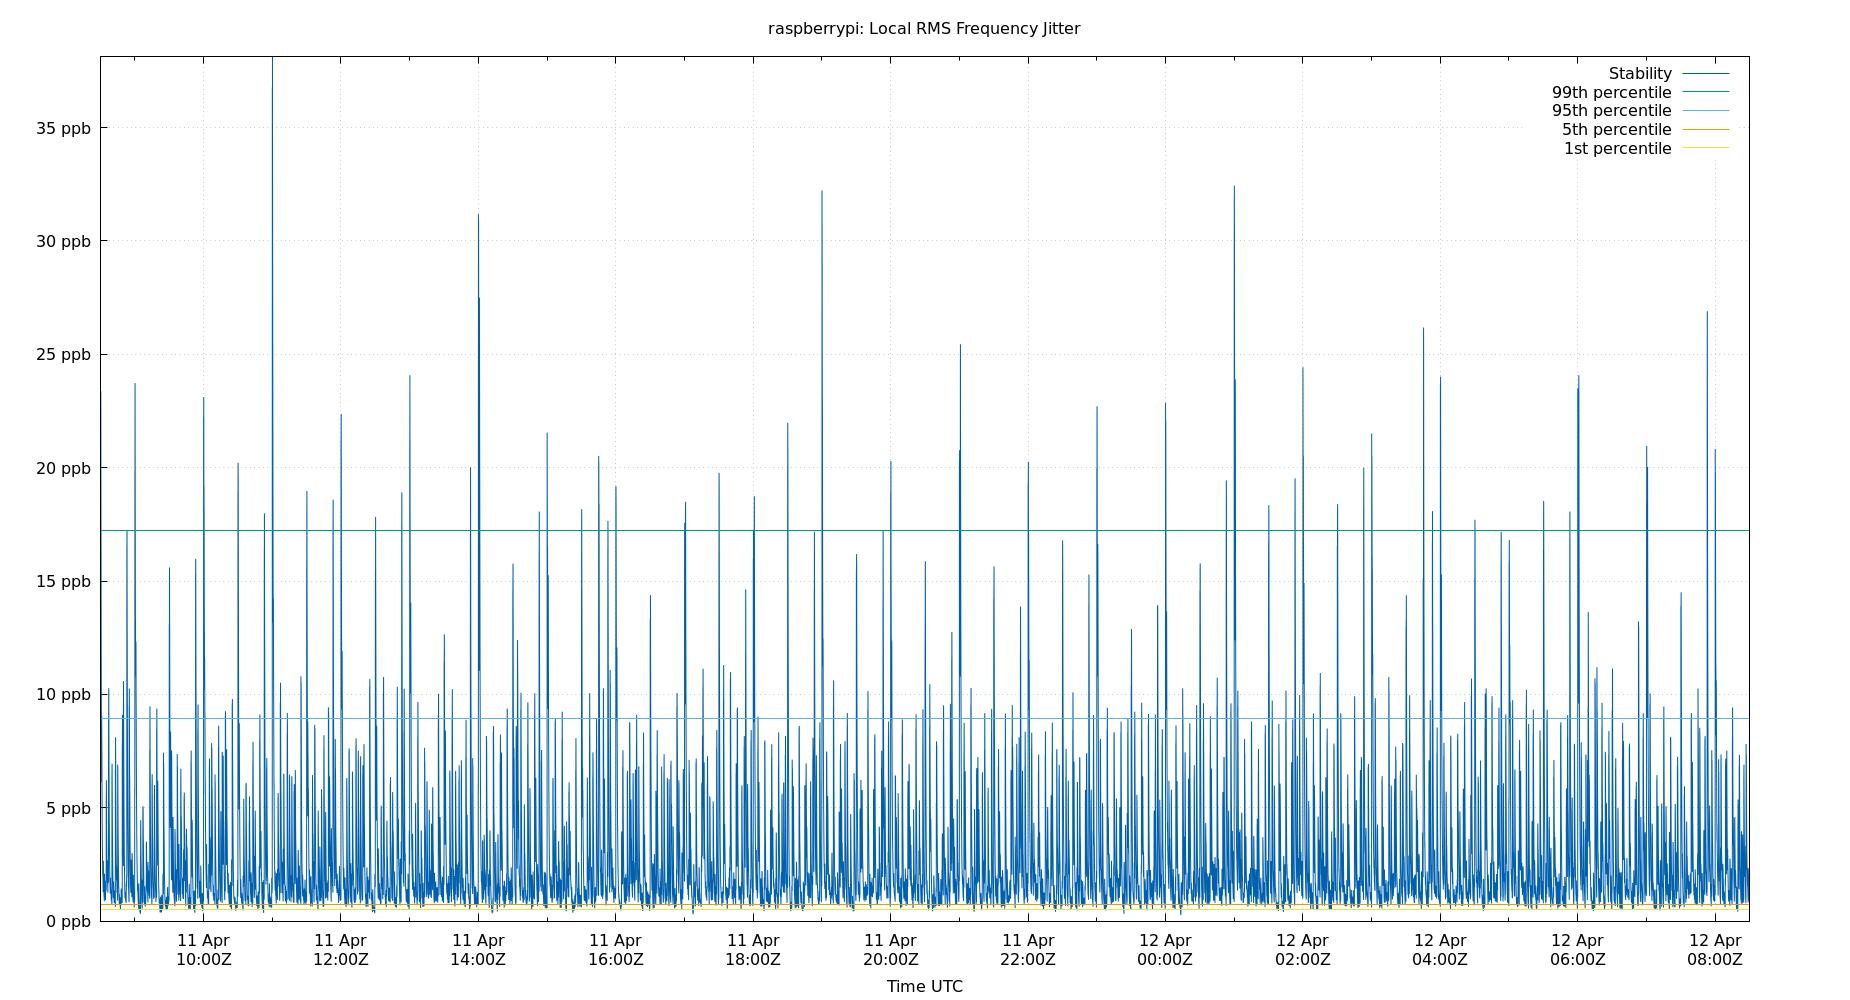 raspberrypi: Local RMS Frequency Jitter
Stability
99th percentile
95th percentile
5th percentile
1st percentile
35 ppb
30 ppb
25 ppb
20 ppb
15 ppb
10 ppb
5 ppb
0 ppb
11 Apr 11 Apr 11 Apr 11 Apr 11 Apr 11 Apr 11 Apr 12 Apr 12 Apr 12 Apr 12 Apr 12 Apr
10:00Z 12:00Z 14:00Z 16:00Z 18:00Z 20:00Z 22:00Z 00:00Z 02:00Z 04:00Z 06:00Z 08:00Z
Time UTC